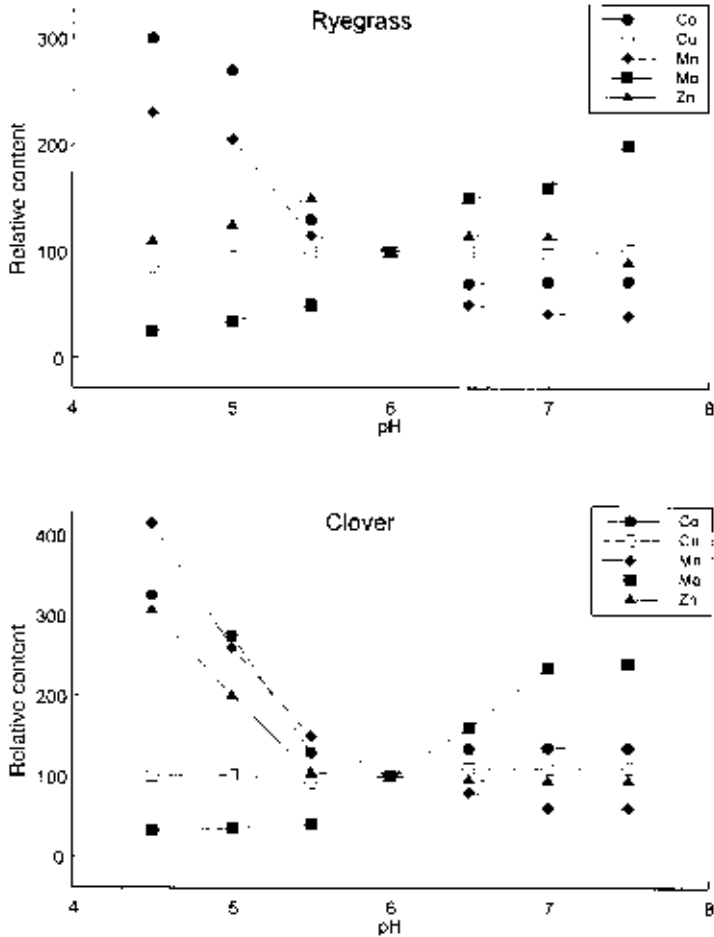 Ryegrass
Co
Cu
Mn
Mo
Zn
300
200
100
0
Relative content
4 5 6 7 8
pH
Clover
Co
Cu
Mn
Mo
Zn
400
300
200
100
0
Relative content
4 5 6 7 8
pH